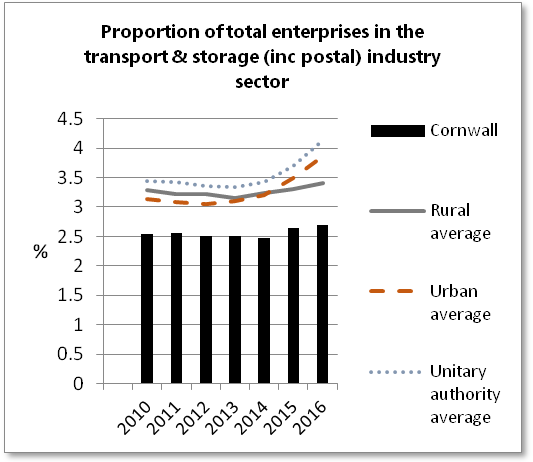 Proportion of total enterprises in the
transport & storage (inc postal) industry
sector
4.5
4
3.5
3
2.5
2
1.5
1
0.5
0
%
2010
2011
2012
2013
2014
2015
2016
Cornwall
Rural
average
Urban
average
Unitary
authority
average